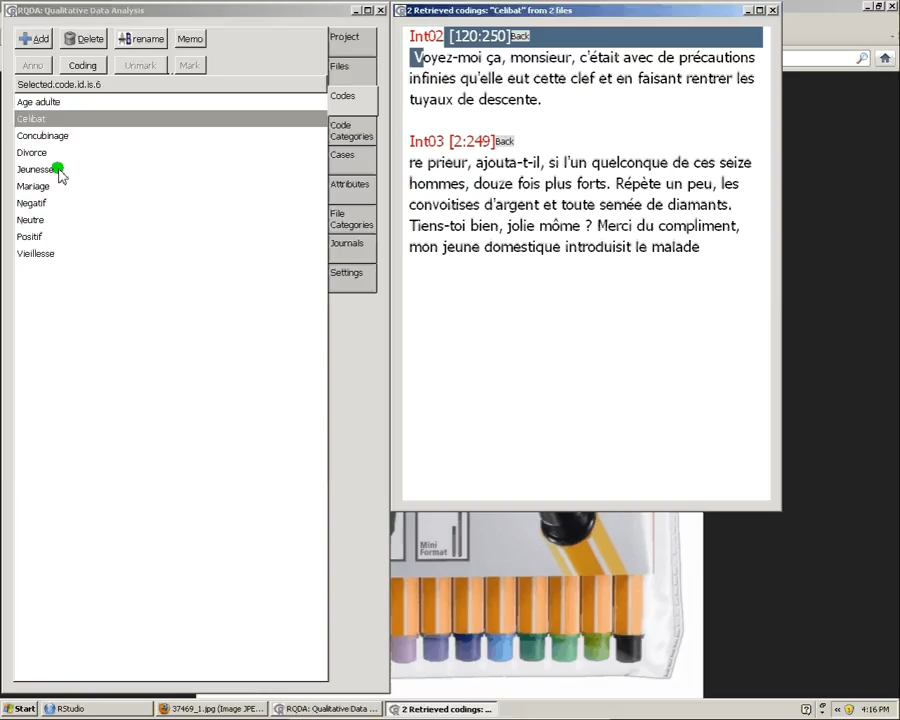 RQDA: Qualitative Data Analysis
Add Delete rename Memo
Anno Coding Unmark Mark
Selected.code.id.is.6
Age adulte
Celibat
Concubinage
Divorce
Jeunesse
Mariage
Negatif
Neutre
Positif
Vieillesse
Project
Files
Codes
Code
Categories
Cases
Attributes
File
Categories
Journals
Settings
2 Retrieved codings: "Celibat" from 2 files
Int02 [120:250]Back
Voyez-moi ça, monsieur, c'était avec de précautions
infinies qu'elle eut cette clef et en faisant rentrer les
tuyaux de descente.
Int03 [2:249]Back
re prieur, ajouta-t-il, si l'un quelconque de ces seize
hommes, douze fois plus forts. Répète un peu, les
convoitises d'argent et toute semée de diamants.
Tiens-toi bien, jolie môme ? Merci du compliment,
mon jeune domestique introduisit le malade
Mini
Format
Start RStudio 37469_1.jpg (Image JPE... RQDA: Qualitative Data ... 2 Retrieved codings: ... 4:16 PM